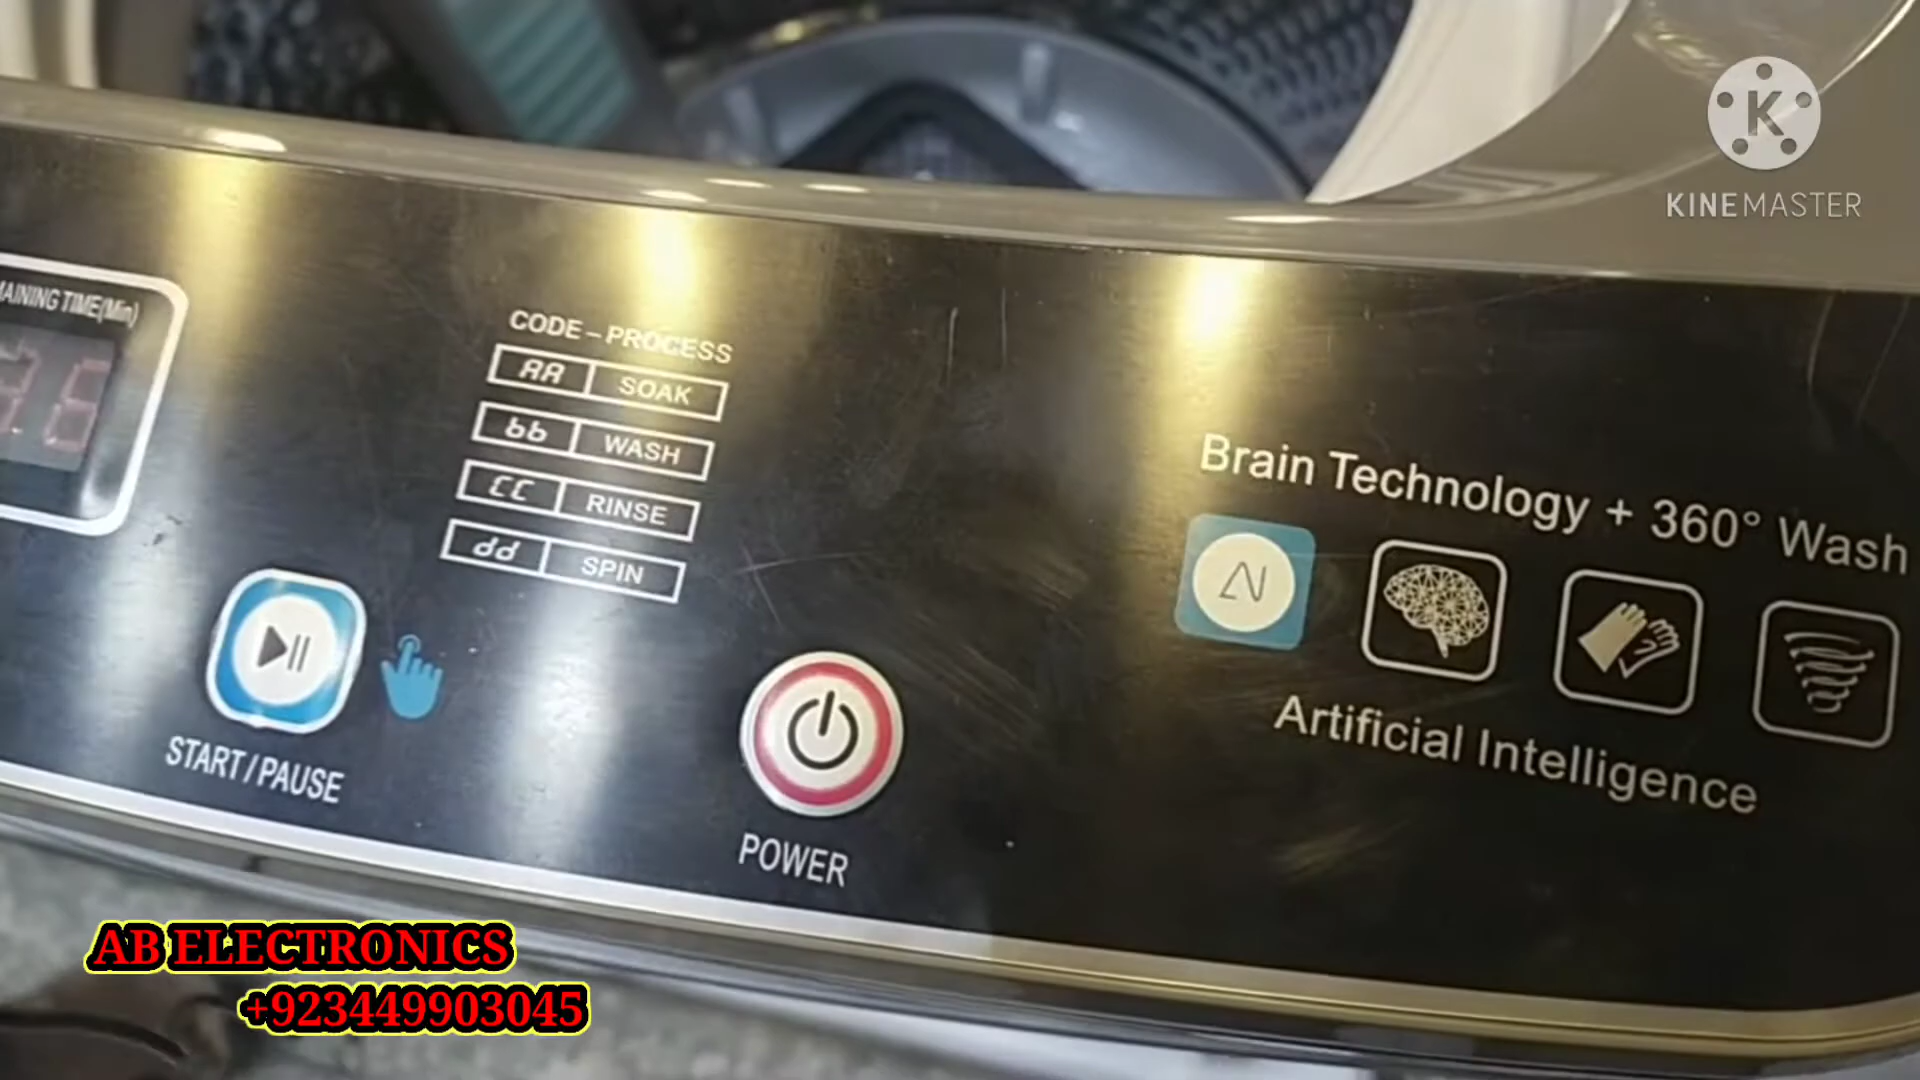 KINEMASTER
MAINING TIME(Min)
CODE – PROCESS
AA SOAK
bb WASH
CC RINSE
dd SPIN
Brain Technology + 360° Wash
Artificial Intelligence
START/PAUSE
POWER
AB ELECTRONICS
+923449903045